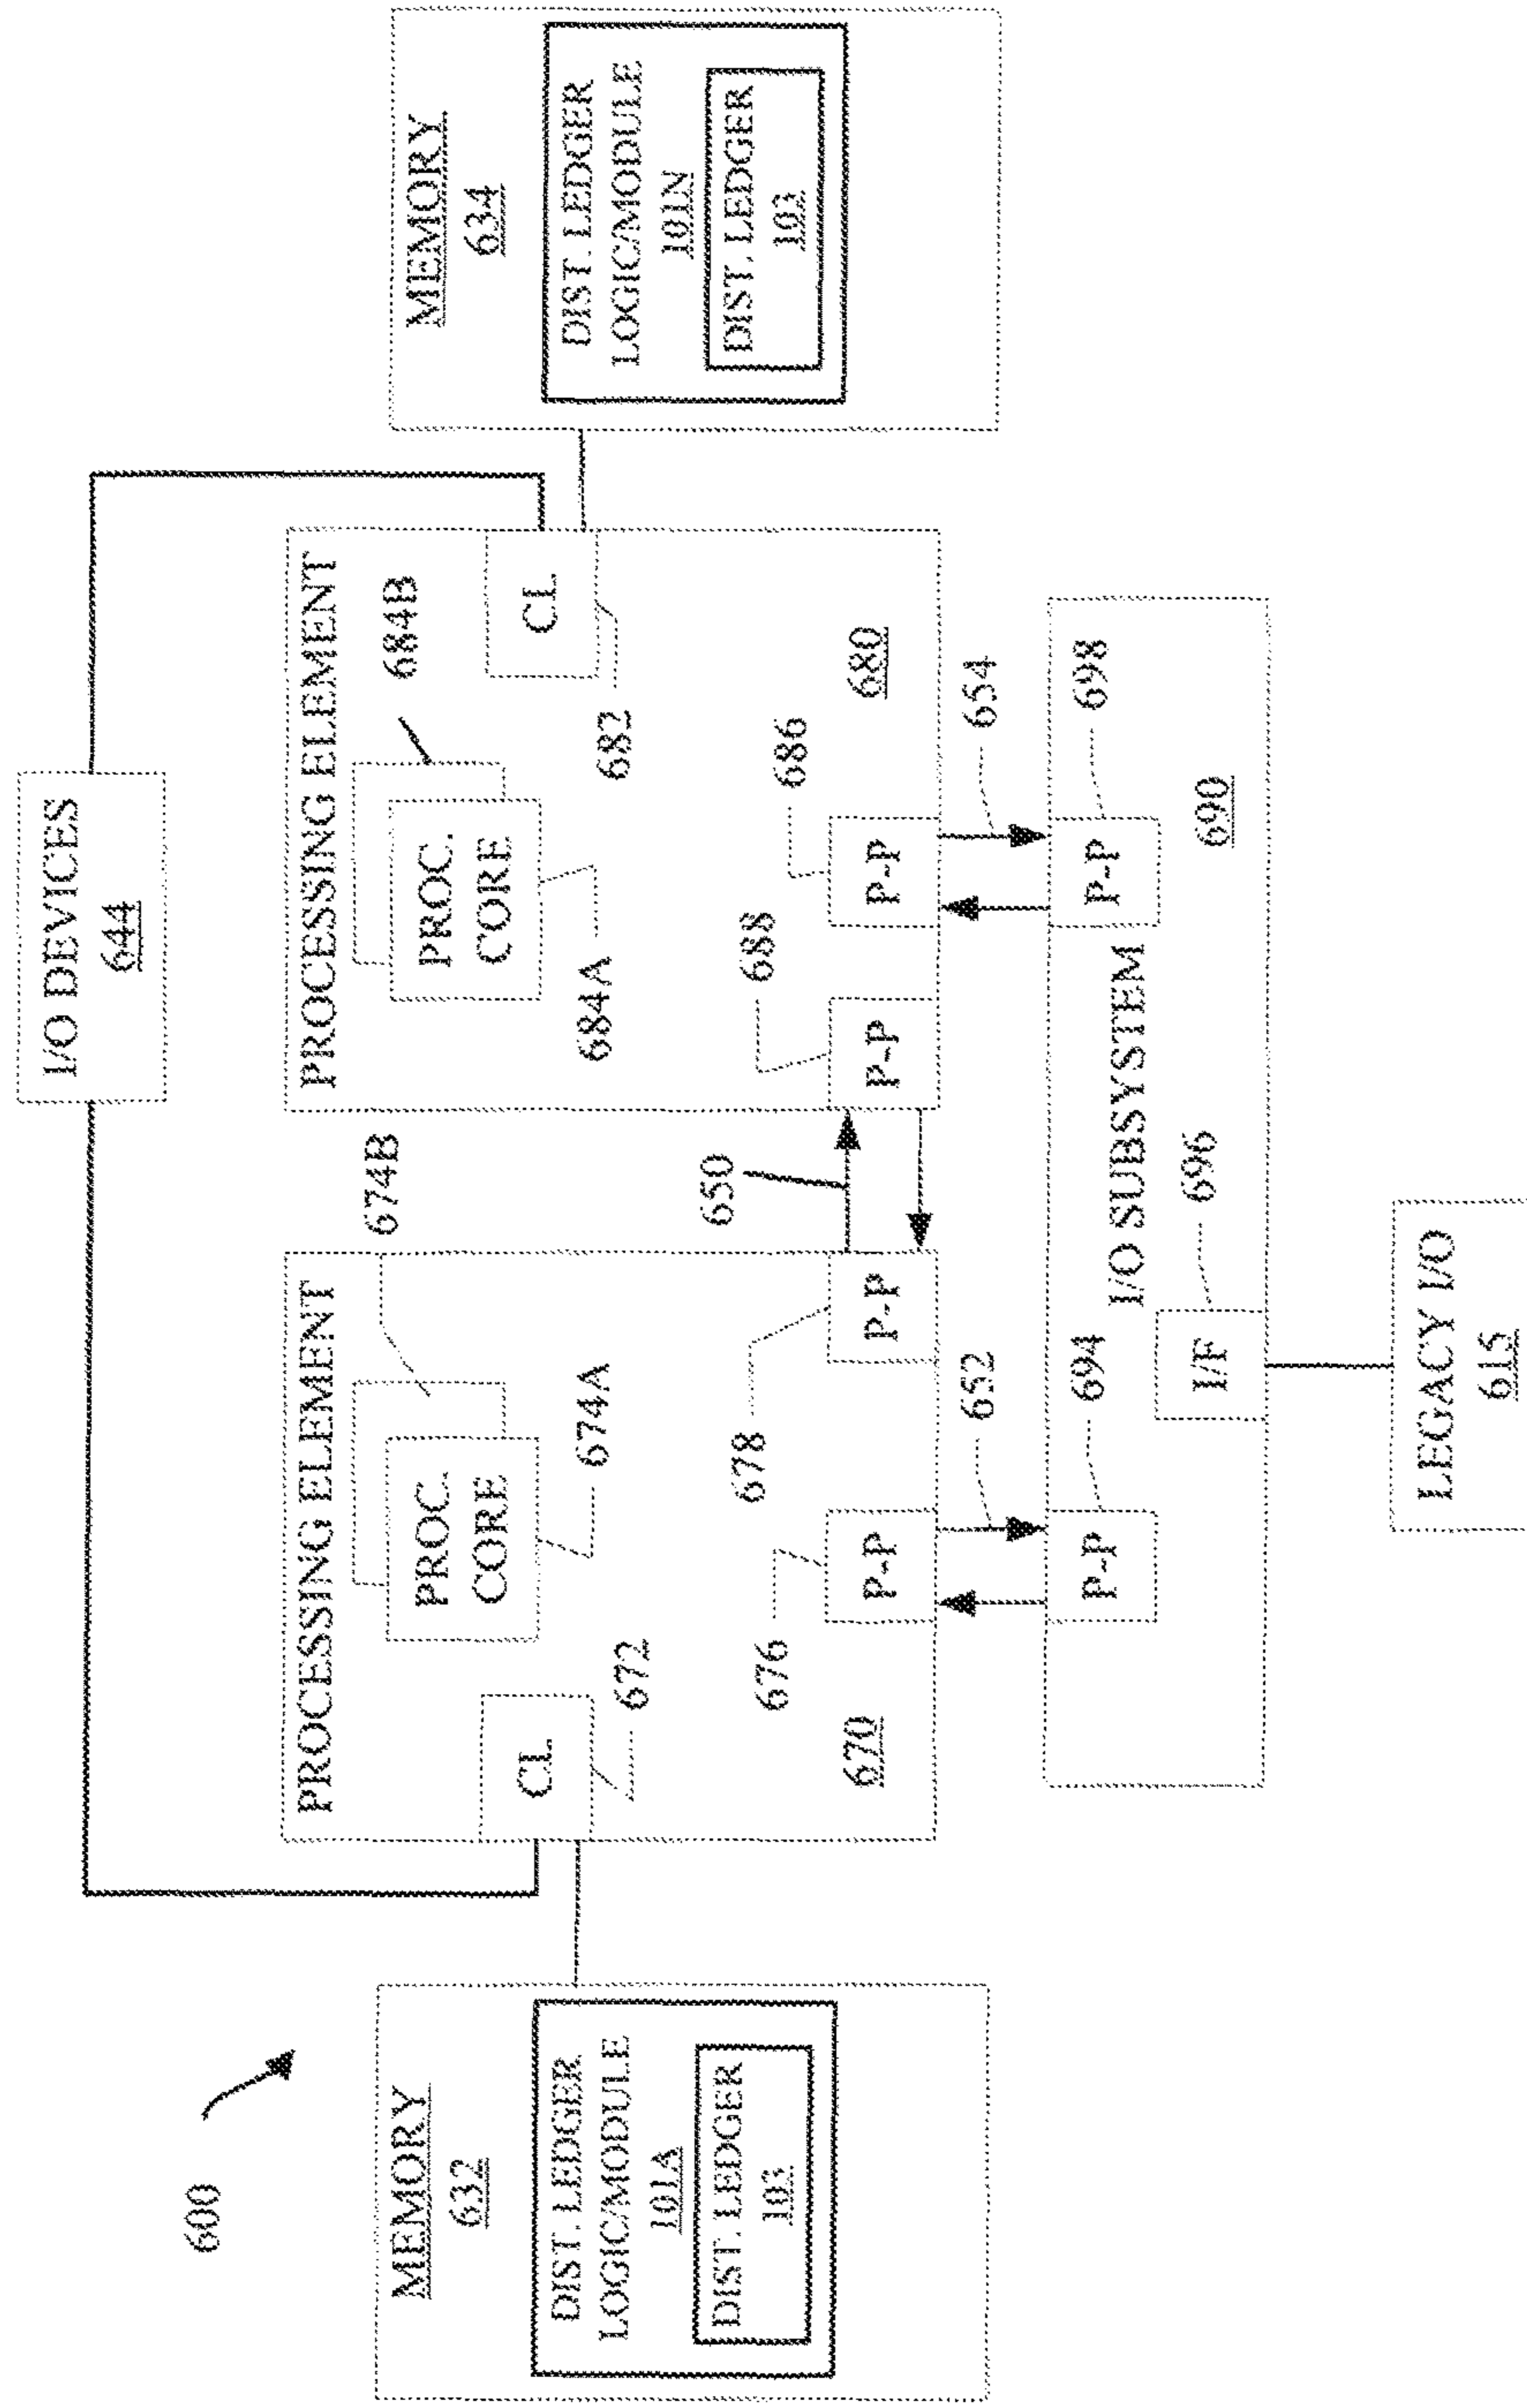 600
I/O DEVICES
644
MEMORY
632
DIST. LEDGER
LOGIC/MODULE
101A
DIST. LEDGER
103
PROCESSING ELEMENT
674B
PROC.
CORE
674A
CL
672
678
676
P-P
P-P
670
650
PROCESSING ELEMENT
684B
PROC.
CORE
684A
CL
682
688
686
P-P
P-P
680
MEMORY
634
DIST. LEDGER
LOGIC/MODULE
101N
DIST. LEDGER
103
652
654
694
698
P-P
P-P
I/O SUBSYSTEM
696
I/F
690
LEGACY I/O
615